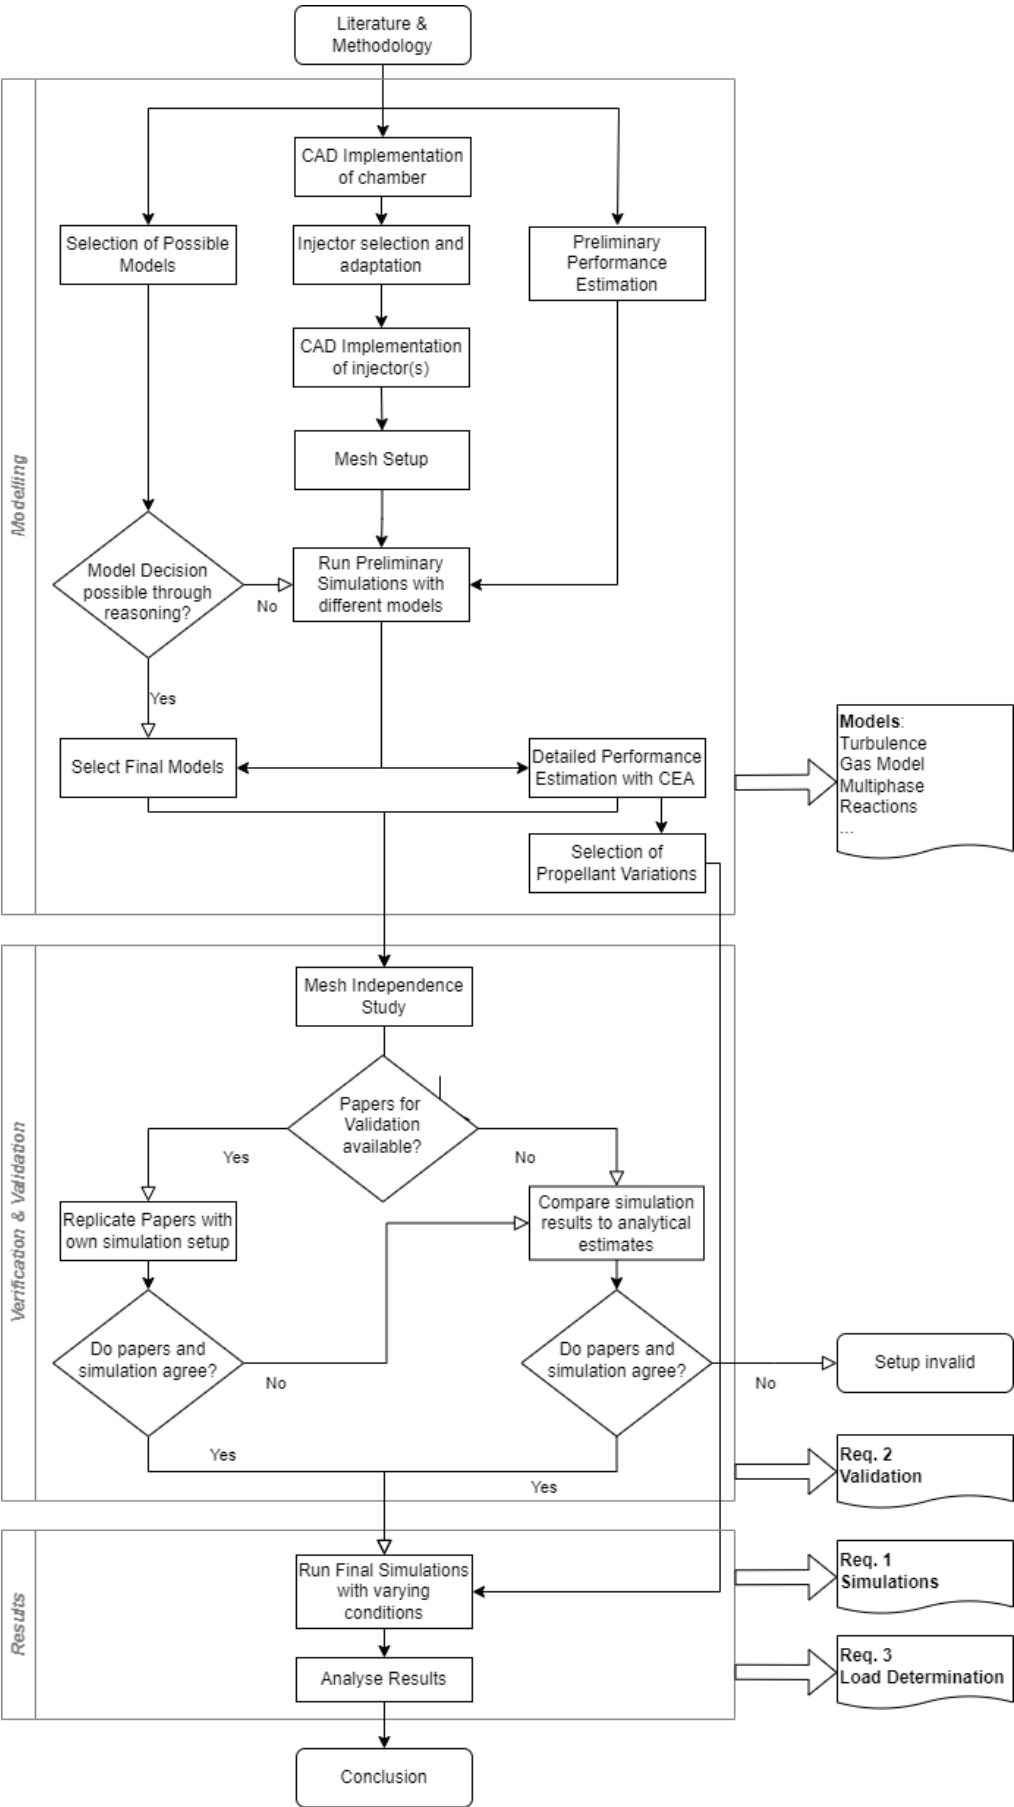 Literature &
Methodology
Modelling
CAD Implementation
of chamber
Selection of Possible
Models
Injector selection and
adaptation
Preliminary
Performance
Estimation
CAD Implementation
of injector(s)
Mesh Setup
Model Decision
possible through
reasoning?
No
Run Preliminary
Simulations with
different models
Yes
Select Final Models
Detailed Performance
Estimation with CEA
Models:
Turbulence
Gas Model
Multiphase
Reactions
...
Selection of
Propellant Variations
Verification & Validation
Mesh Independence
Study
Papers for
Validation
available?
Yes
No
Replicate Papers with
own simulation setup
Compare simulation
results to analytical
estimates
Do papers and
simulation agree?
No
Do papers and
simulation agree?
No
Setup invalid
Yes
Yes
Req. 2
Validation
Results
Run Final Simulations
with varying
conditions
Req. 1
Simulations
Analyse Results
Req. 3
Load Determination
Conclusion